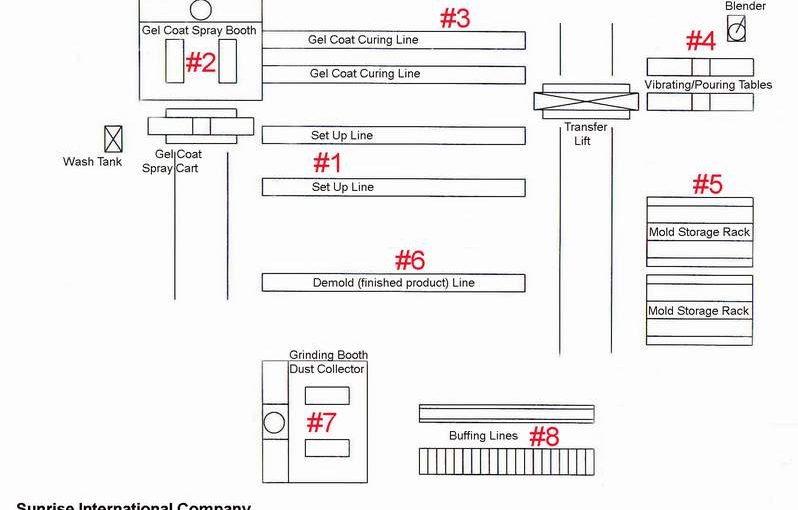 Blender
#3
Gel Coat Spray Booth
Gel Coat Curing Line
#4
#2
Gel Coat Curing Line
Vibrating/Pouring Tables
Transfer
Lift
Set Up Line
Wash Tank
Gel Coat
Spray Cart
#1
Set Up Line
#5
Mold Storage Rack
#6
Demold (finished product) Line
Mold Storage Rack
Grinding Booth
Dust Collector
#7
Buffing Lines
#8
Sunrise International Company